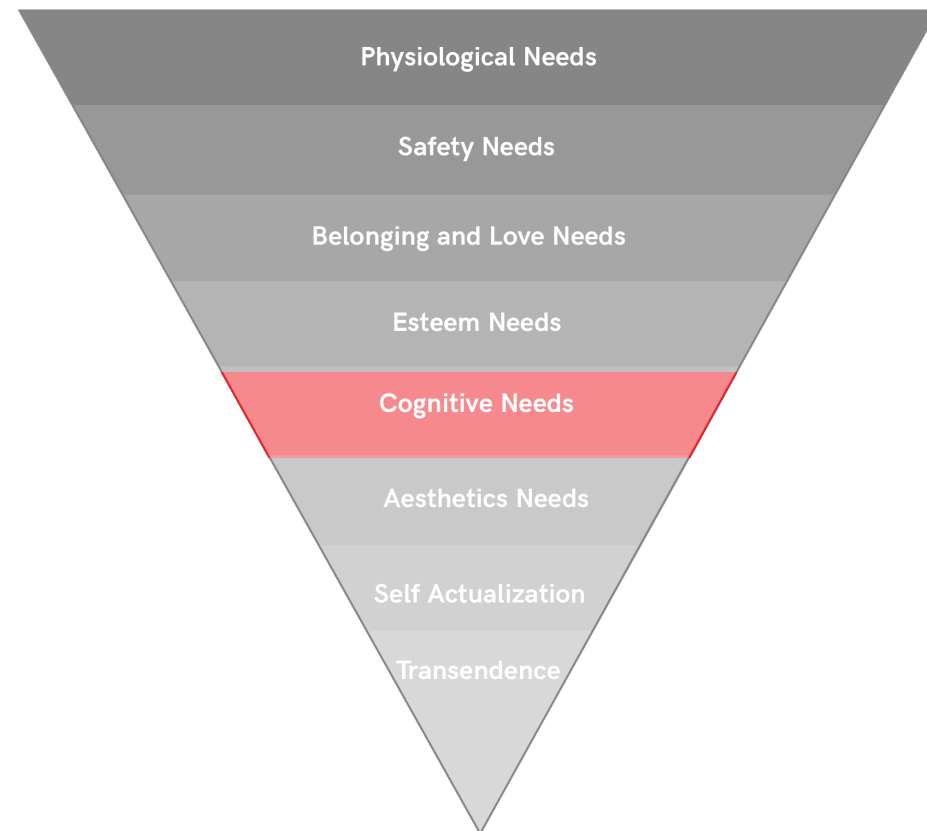 Physiological Needs
Safety Needs
Belonging and Love Needs
Esteem Needs
Cognitive Needs
Aesthetics Needs
Self Actualization
Transendence